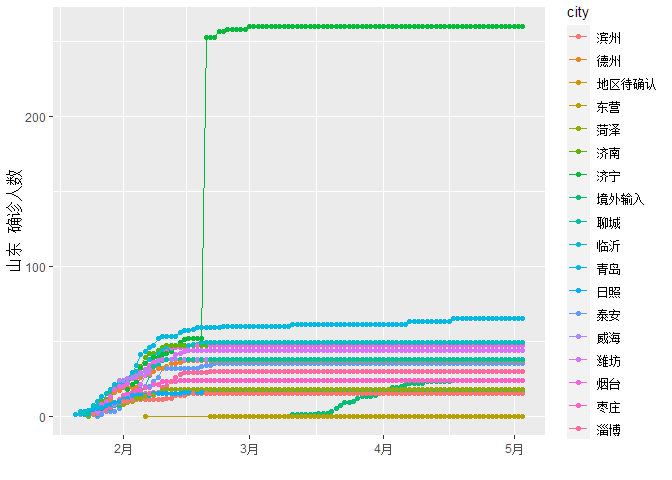 city
滨州
德州
地区待确认
东营
菏泽
济南
济宁
境外输入
聊城
临沂
青岛
日照
泰安
威海
潍坊
烟台
枣庄
淄博
山东 确诊人数
200
100
0
2月 3月 4月 5月